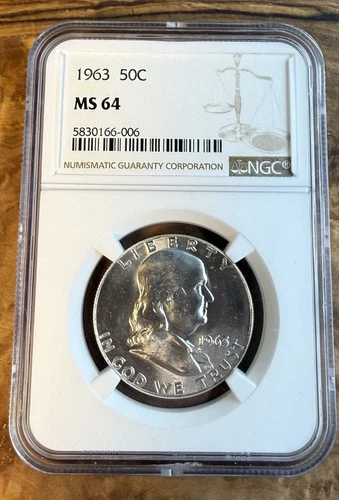 1963 50C
MS 64
5830166-006
NUMISMATIC GUARANTY CORPORATION
NGC®
LIBERTY
1963
IN GOD WE TRUST